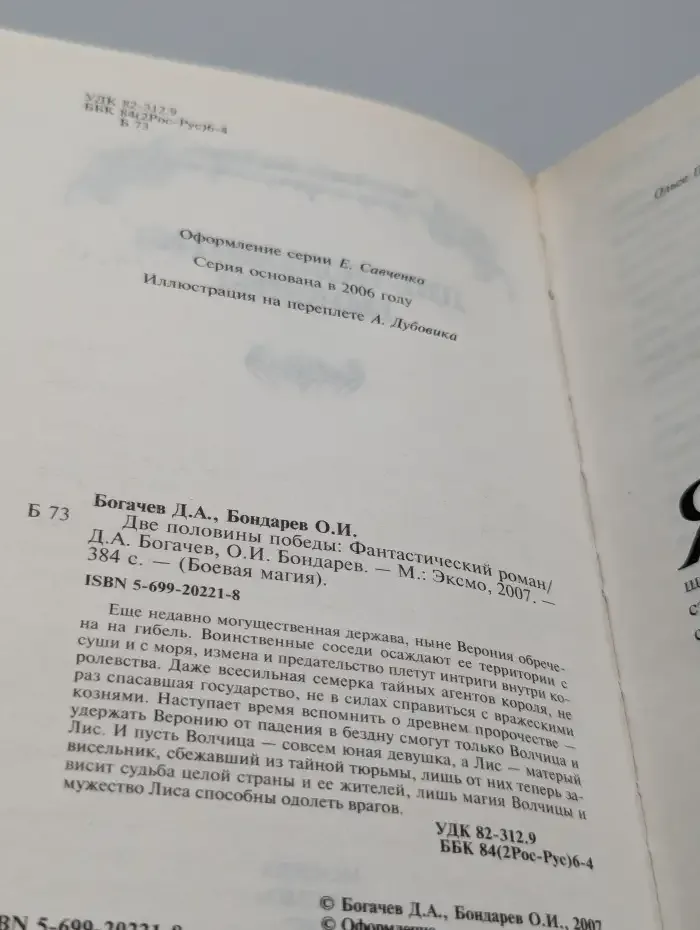 УДК 82-312.9
ББК 84(2Рос-Рус)6-4
Б 73
Оформление серии Е. Савченко
Серия основана в 2006 году
Иллюстрация на переплете А. Дубовика
Богачев Д.А., Бондарев О.И.
Б 73 Две половины победы: Фантастический роман/
Д.А. Богачев, О.И. Бондарев. — М.: Эксмо, 2007. —
384 с. — (Боевая магия).
ISBN 5-699-20221-8
Еще недавно могущественная держава, ныне Верония обрече-
на на гибель. Воинственные соседи осаждают ее территории с
суши и с моря, измена и предательство плетут интриги внутри ко-
ролевства. Даже всесильная семерка тайных агентов короля, не
раз спасавшая государство, не в силах справиться с вражескими
кознями. Наступает время вспомнить о древнем пророчестве —
удержать Веронию от падения в бездну смогут только Волчица и
Лис. И пусть Волчица — совсем юная девушка, а Лис — матерый
висельник, сбежавший из тайной тюрьмы, лишь от них теперь за-
висит судьба целой страны и ее жителей, лишь магия Волчицы и
мужество Лиса способны одолеть врагов.
УДК 82-312.9
ББК 84(2Рос-Рус)6-4
© Богачев Д.А., Бондарев О.И., 2007
© Оформление
5-699-20221-8